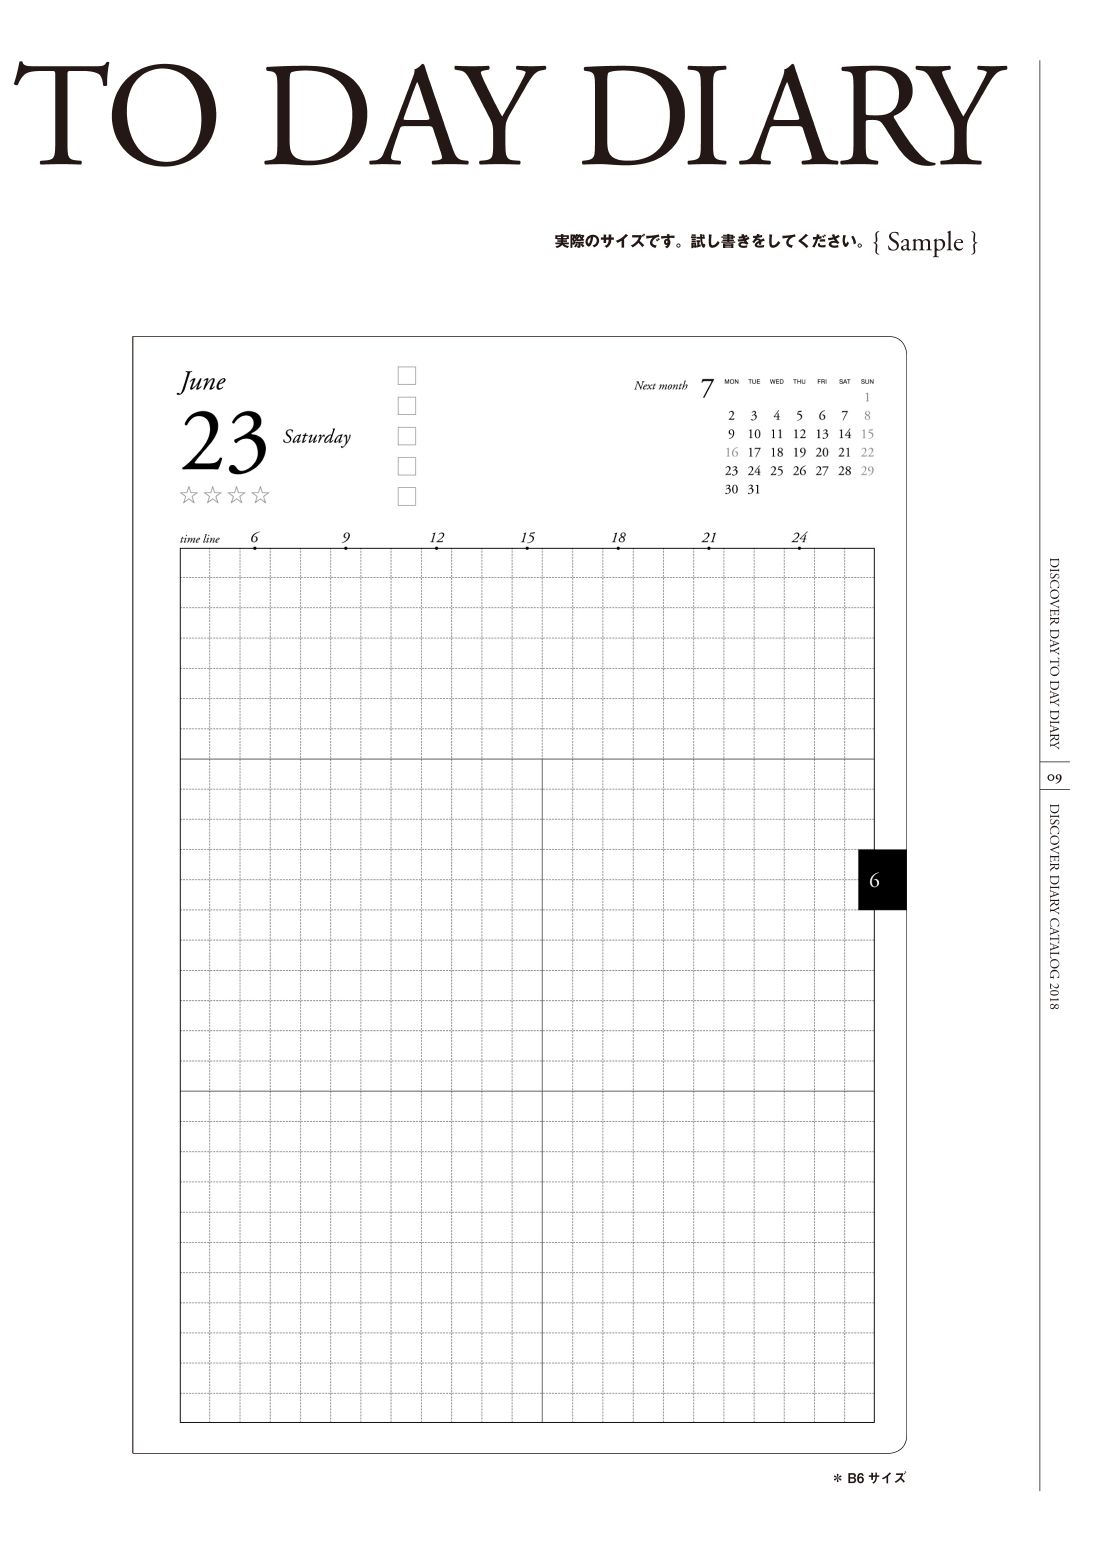 TO DAY DIARY
実際のサイズです。試し書きをしてください。{ Sample }
June
23 Saturday
☆☆☆☆
Next month 7 MON TUE WED THU FRI SAT SUN
1
2 3 4 5 6 7 8
9 10 11 12 13 14 15
16 17 18 19 20 21 22
23 24 25 26 27 28 29
30 31
time line 6 9 12 15 18 21 24
6
DISCOVER DAY TO DAY DIARY
09
DISCOVER DIARY CATALOG 2018
＊ B6 サイズ